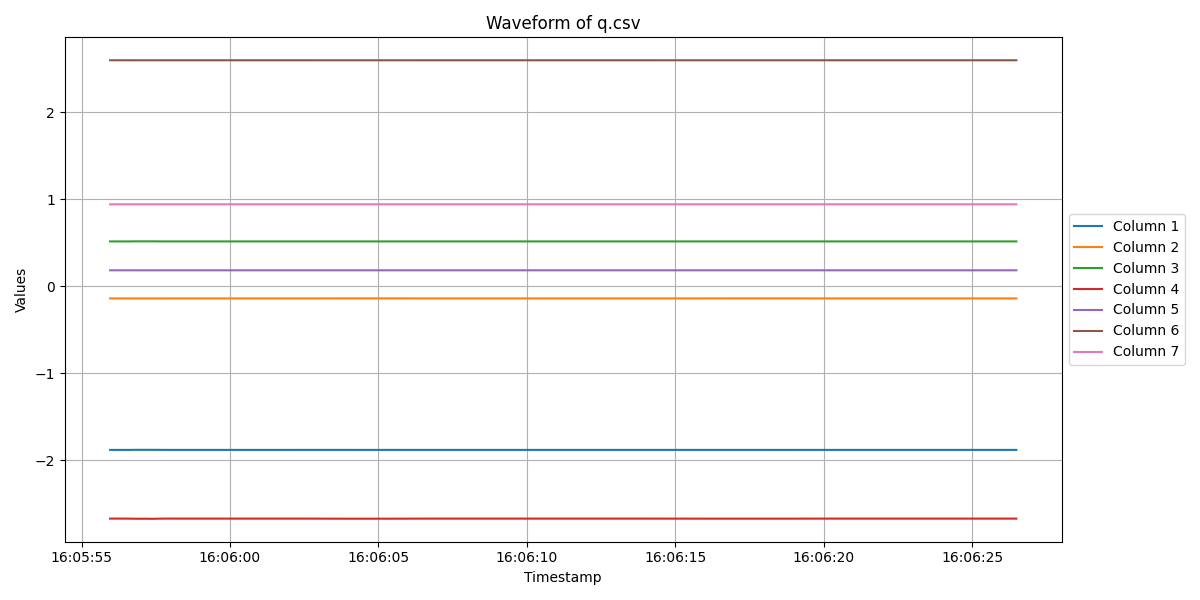 Waveform of q.csv
Values
2
1
0
−1
−2
16:05:55
16:06:00
16:06:05
16:06:10
16:06:15
16:06:20
16:06:25
Timestamp
Column 1
Column 2
Column 3
Column 4
Column 5
Column 6
Column 7